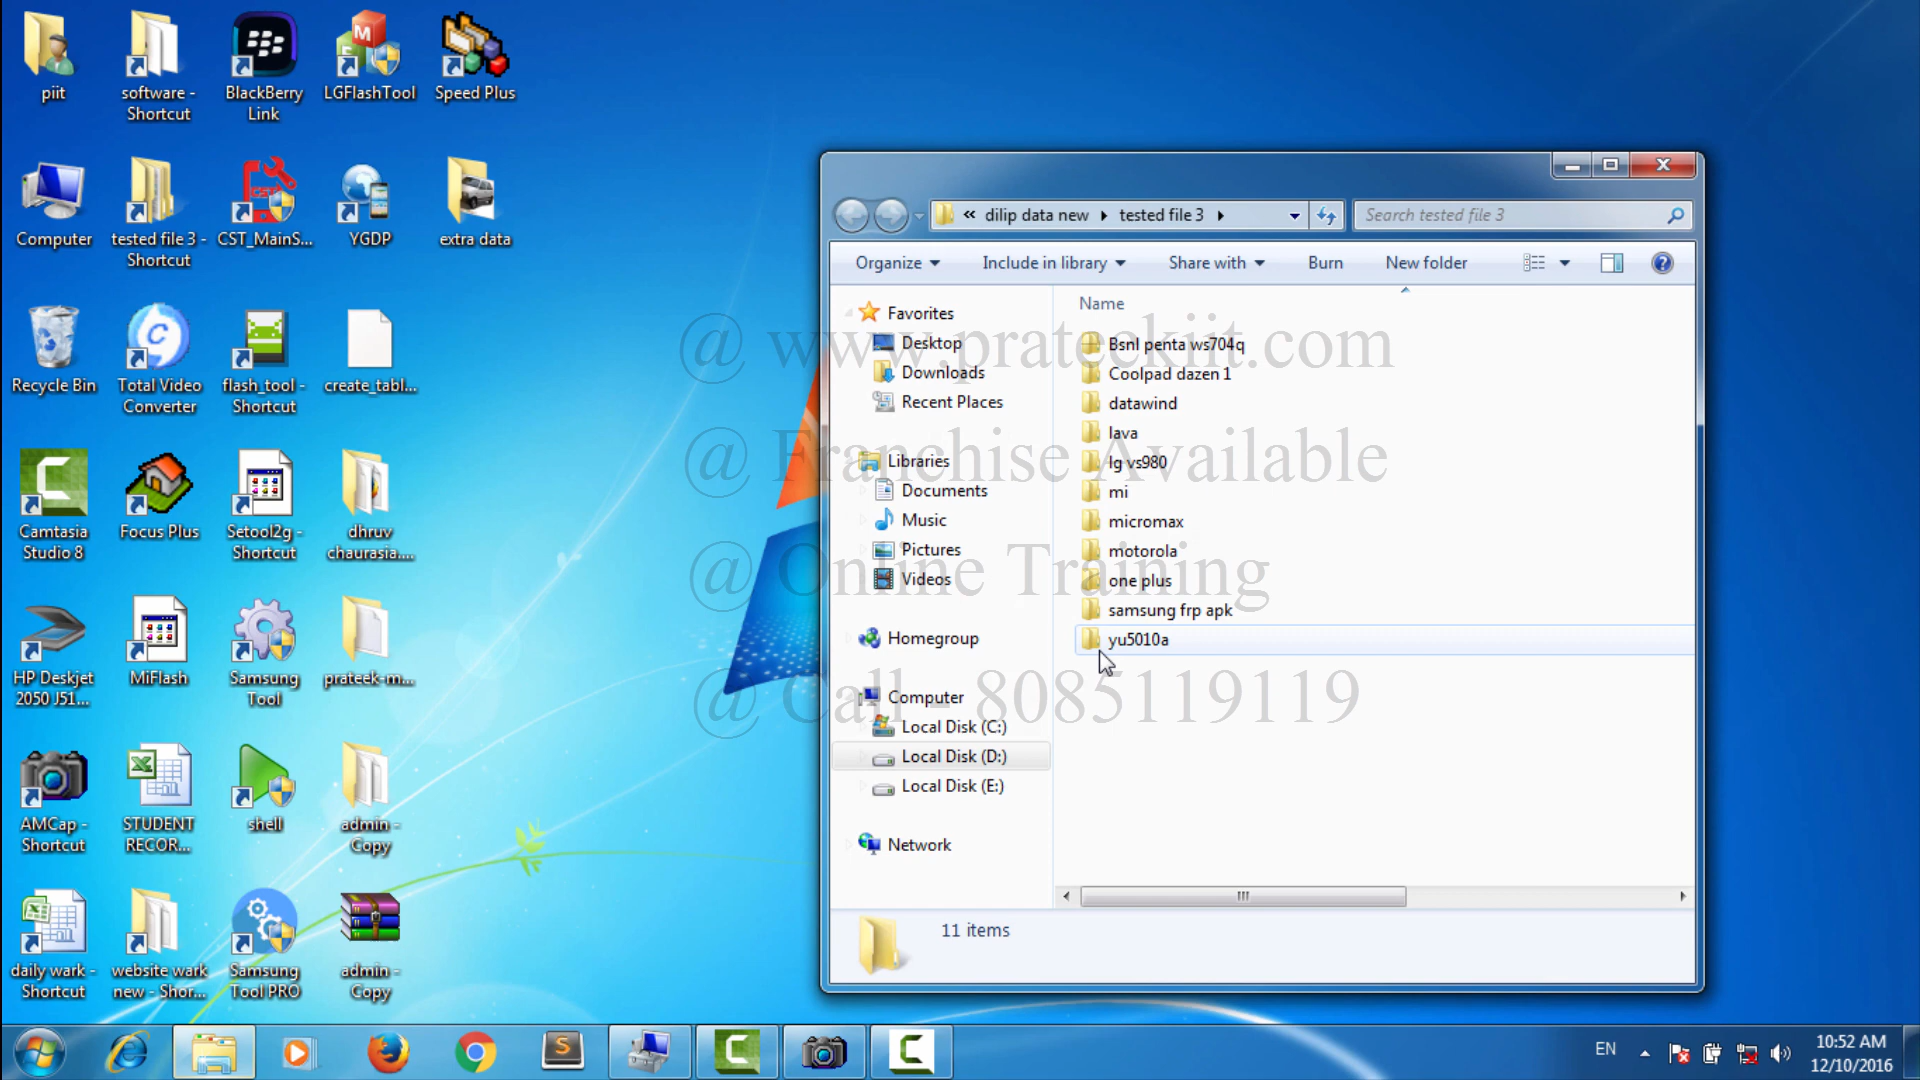 piit
software -
Shortcut
BlackBerry
Link
LGFlashTool
Speed Plus
Computer
tested file 3 -
Shortcut
CST_MainS...
YGDP
extra data
Recycle Bin
Total Video
Converter
flash_tool -
Shortcut
create_tabl...
Camtasia
Studio 8
Focus Plus
Setool2g -
Shortcut
dhruv
chaurasia....
HP Deskjet
2050 J51...
MiFlash
Samsung
Tool
prateek-m...
AMCap -
Shortcut
STUDENT
RECOR...
shell
admin -
Copy
daily wark -
Shortcut
website wark
new - Shor...
Samsung
Tool PRO
admin -
Copy
« dilip data new ▸ tested file 3 ▸
Search tested file 3
Organize
Include in library
Share with
Burn
New folder
Favorites
Desktop
Downloads
Recent Places
Libraries
Documents
Music
Pictures
Videos
Homegroup
Computer
Local Disk (C:)
Local Disk (D:)
Local Disk (E:)
Network
Name
Bsnl penta ws704q
Coolpad dazen 1
datawind
lava
lg vs980
mi
micromax
motorola
one plus
samsung frp apk
yu5010a
11 items
@ www.prateekiit.com
@ Franchise Available
@ Online Training
@ Call - 8085119119
EN
10:52 AM
12/10/2016